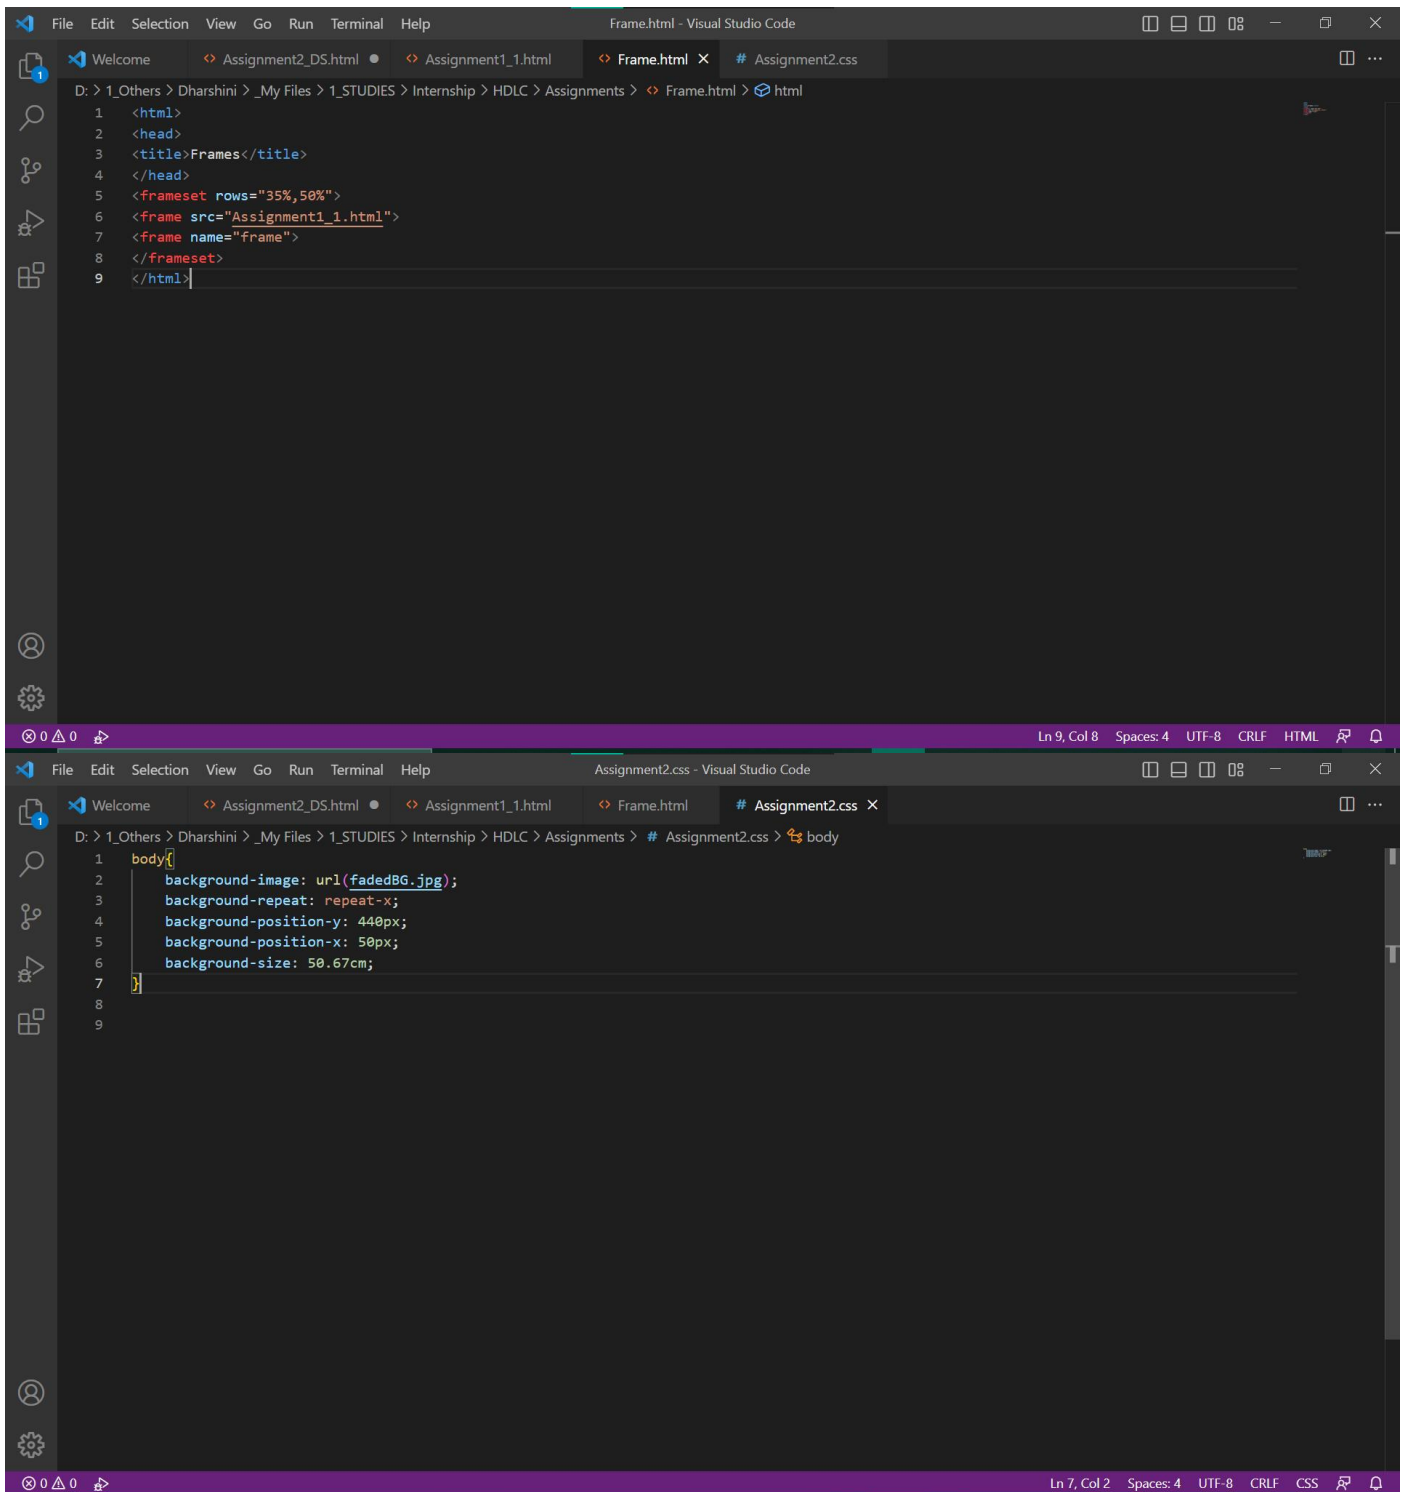 File Edit Selection View Go Run Terminal Help Frame.html - Visual Studio Code
Welcome Assignment2_DS.html Assignment1_1.html Frame.html Assignment2.css
D: > 1_Others > Dharshini > _My Files > 1_STUDIES > Internship > HDLC > Assignments > Frame.html > html
1 <html>
2 <head>
3 <title>Frames</title>
4 </head>
5 <frameset rows="35%,50%">
6 <frame src="Assignment1_1.html">
7 <frame name="frame">
8 </frameset>
9 </html>
1
0 0 Ln 9, Col 8 Spaces: 4 UTF-8 CRLF HTML
File Edit Selection View Go Run Terminal Help Assignment2.css - Visual Studio Code
Welcome Assignment2_DS.html Assignment1_1.html Frame.html # Assignment2.css
D: > 1_Others > Dharshini > _My Files > 1_STUDIES > Internship > HDLC > Assignments > # Assignment2.css > body
1 body{
2 background-image: url(fadedBG.jpg);
3 background-repeat: repeat-x;
4 background-position-y: 440px;
5 background-position-x: 50px;
6 background-size: 50.67cm;
7 }
8
9
1
0 0 Ln 7, Col 2 Spaces: 4 UTF-8 CRLF CSS